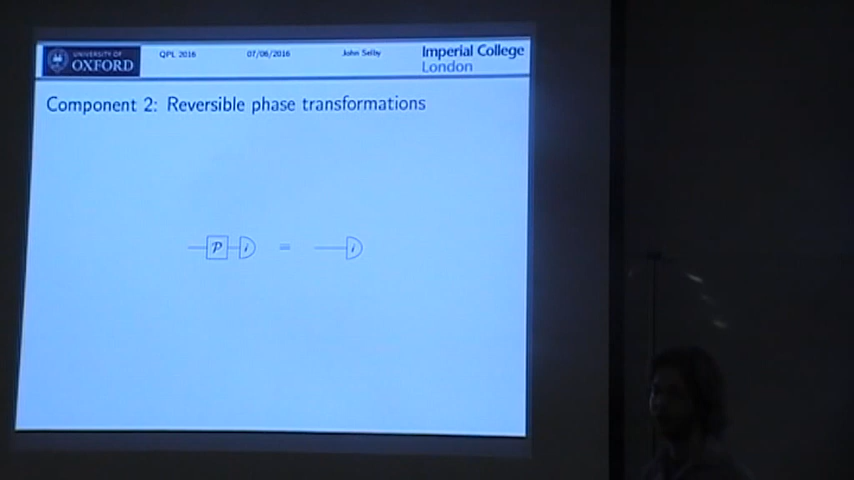 UNIVERSITY OF
OXFORD
QPL 2016
07/06/2016
John Selby
Imperial College
London
Component 2: Reversible phase transformations
P i = i